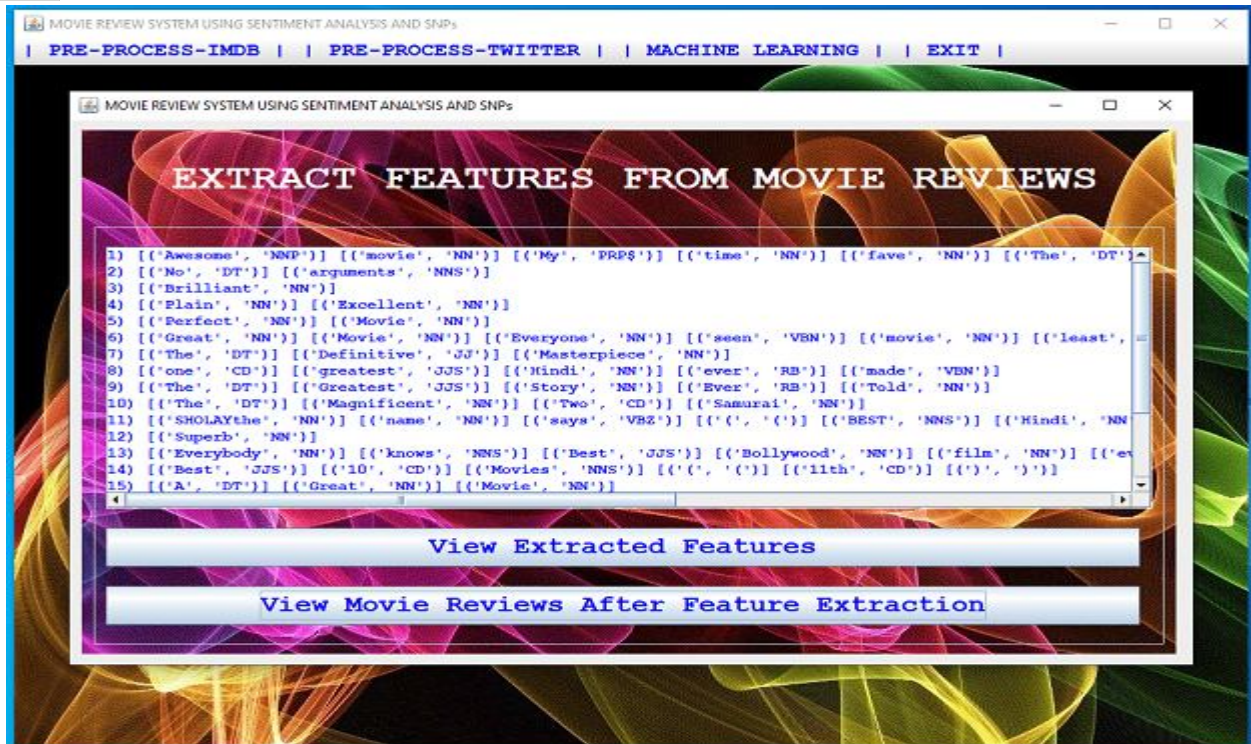 MOVIE REVIEW SYSTEM USING SENTIMENT ANALYSIS AND SNPs
| PRE-PROCESS-IMDB | | PRE-PROCESS-TWITTER | | MACHINE LEARNING | | EXIT |
MOVIE REVIEW SYSTEM USING SENTIMENT ANALYSIS AND SNPs
EXTRACT FEATURES FROM MOVIE REVIEWS
1) [('Awesome', 'NNP')] [('movie', 'NN')] [('My', 'PRP$')] [('time', 'NN')] [('fave', 'NN')] [('The', 'DT')]
2) [('No', 'DT')] [('arguments', 'NNS')]
3) [('Brilliant', 'NN')]
4) [('Plain', 'NN')] [('Excellent', 'NN')]
5) [('Perfect', 'NN')] [('Movie', 'NN')]
6) [('Great', 'NN')] [('Movie', 'NN')] [('Everyone', 'NN')] [('seen', 'VBN')] [('movie', 'NN')] [('least',
7) [('The', 'DT')] [('Definitive', 'JJ')] [('Masterpiece', 'NN')]
8) [('one', 'CD')] [('greatest', 'JJS')] [('Hindi', 'NN')] [('ever', 'RB')] [('made', 'VBN')]
9) [('The', 'DT')] [('Greatest', 'JJS')] [('Story', 'NN')] [('Ever', 'RB')] [('Told', 'NN')]
10) [('The', 'DT')] [('Magnificent', 'NN')] [('Two', 'CD')] [('Samurai', 'NN')]
11) [('SHOLAYthe', 'NN')] [('name', 'NN')] [('says', 'VBZ')] [('(', '(')] [('BEST', 'NNS')] [('Hindi', 'NN'
12) [('Superb', 'NN')]
13) [('Everybody', 'NN')] [('knows', 'NNS')] [('Best', 'JJS')] [('Bollywood', 'NN')] [('film', 'NN')] [('ev
14) [('Best', 'JJS')] [('10', 'CD')] [('Movies', 'NNS')] [('(', '(')] [('11th', 'CD')] [(')', ')')]
15) [('A', 'DT')] [('Great', 'NN')] [('Movie', 'NN')]
View Extracted Features
View Movie Reviews After Feature Extraction